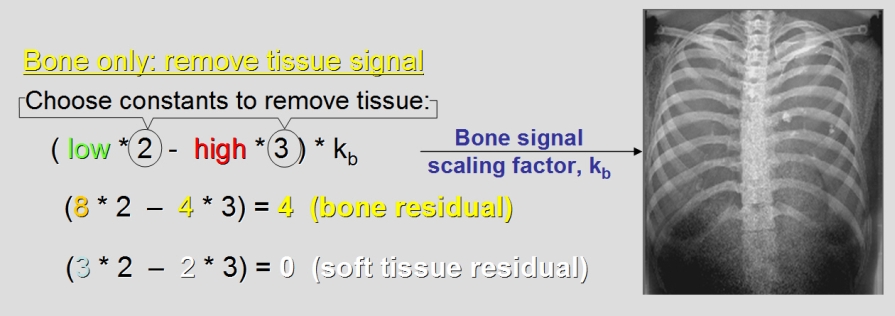 Bone only: remove tissue signal
Choose constants to remove tissue:
( low * 2 - high * 3 ) * kb
Bone signal
scaling factor, kb
(8 * 2 – 4 * 3) = 4 (bone residual)
(3 * 2 – 2 * 3) = 0 (soft tissue residual)